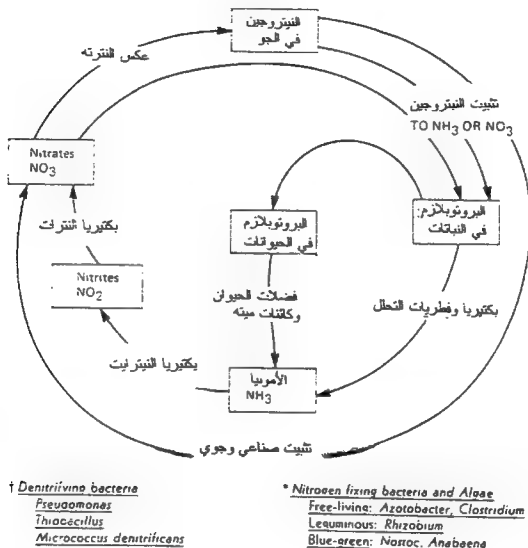 النيتروجين
في الجو
عكس النترته
تثبيت النيتروجين
TO NH3 OR NO3
Nitrates
NO3
البروتوبلازم
في الحيوانات
البروتوبلازم
في النباتات
بكتيريا النترات
Nitrites
NO2
فضلات الحيوان
وكائنات ميته
بكتيريا وفطريات التحلل
بكتيريا النيترايت
الأمونيا
NH3
تثبيت صناعي وجوي
† Denitrifying bacteria
Pseudomonas
Thiobacillus
Micrococcus denitrificans
* Nitrogen fixing bacteria and Algae
Free-living: Azotobacter, Clostridium
Leguminous: Rhizobium
Blue-green: Nostoc, Anabaena